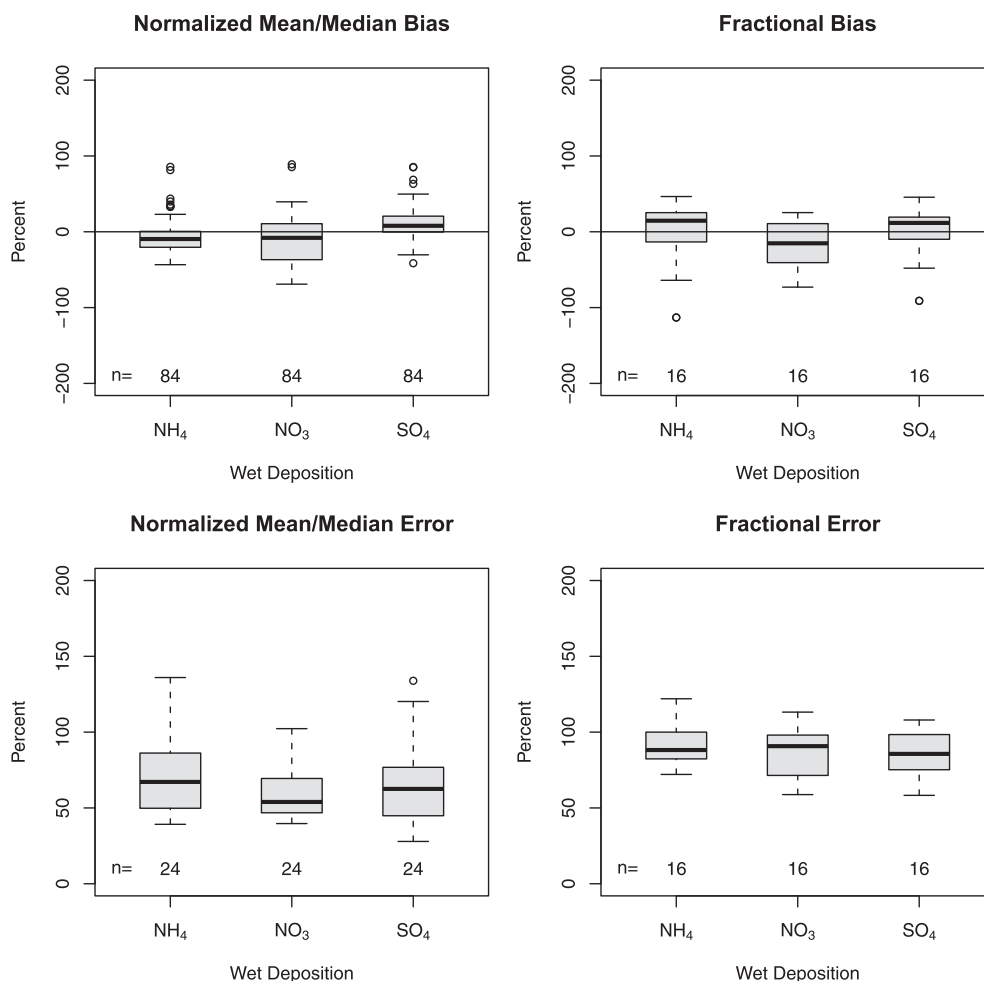 Normalized Mean/Median Bias
Percent
200
100
0
−100
−200
n= 84 84 84
NH₄ NO₃ SO₄
Wet Deposition
Fractional Bias
Percent
200
100
0
−100
−200
n= 16 16 16
NH₄ NO₃ SO₄
Wet Deposition
Normalized Mean/Median Error
Percent
200
150
100
50
0
n= 24 24 24
NH₄ NO₃ SO₄
Wet Deposition
Fractional Error
Percent
200
150
100
50
0
n= 16 16 16
NH₄ NO₃ SO₄
Wet Deposition